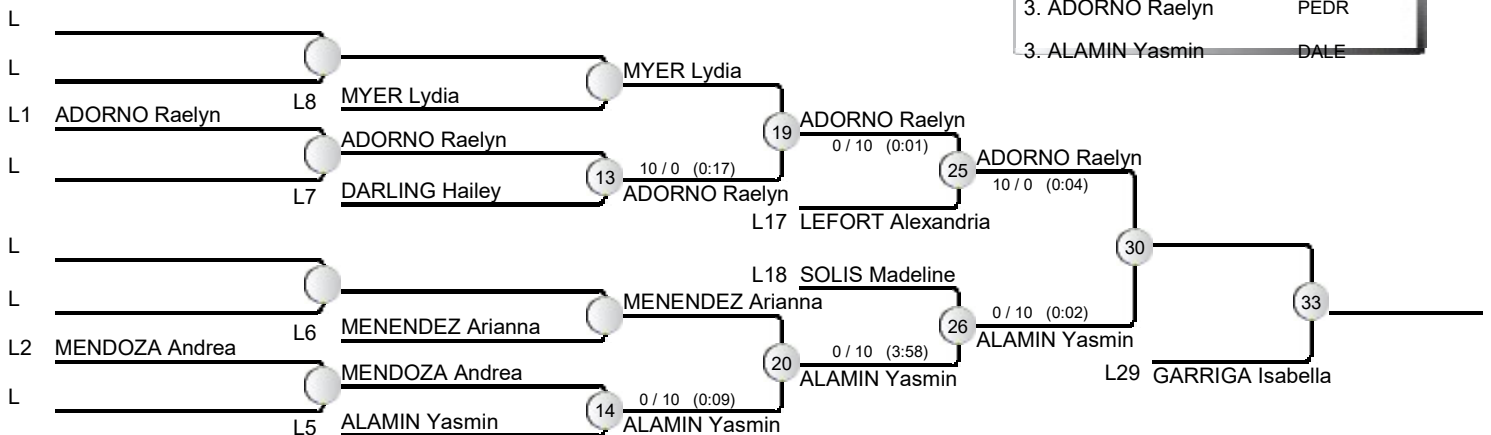 3. ADORNO Raelyn PEDR
3. ALAMIN Yasmin DALE
L
L
L8 MYER Lydia
MYER Lydia
L1 ADORNO Raelyn
L
ADORNO Raelyn
L7 DARLING Hailey
13
10 / 0 (0:17)
ADORNO Raelyn
19
ADORNO Raelyn
0 / 10 (0:01)
L17 LEFORT Alexandria
25
ADORNO Raelyn
10 / 0 (0:04)
30
L
L
L6 MENENDEZ Arianna
MENENDEZ Arianna
L2 MENDOZA Andrea
L
MENDOZA Andrea
L5 ALAMIN Yasmin
14
0 / 10 (0:09)
ALAMIN Yasmin
20
0 / 10 (3:58)
ALAMIN Yasmin
L18 SOLIS Madeline
26
0 / 10 (0:02)
ALAMIN Yasmin
33
L29 GARRIGA Isabella